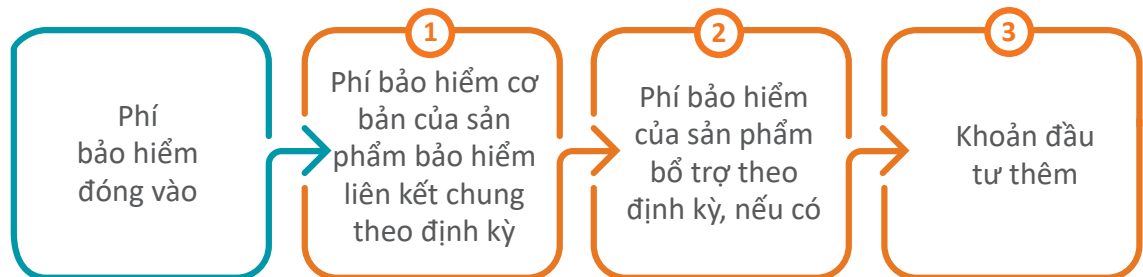 Phí
bảo hiểm
đóng vào
1
Phí bảo hiểm cơ
bản của sản
phẩm bảo hiểm
liên kết chung
theo định kỳ
2
Phí bảo hiểm
của sản phẩm
bổ trợ theo
định kỳ, nếu có
3
Khoản đầu
tư thêm